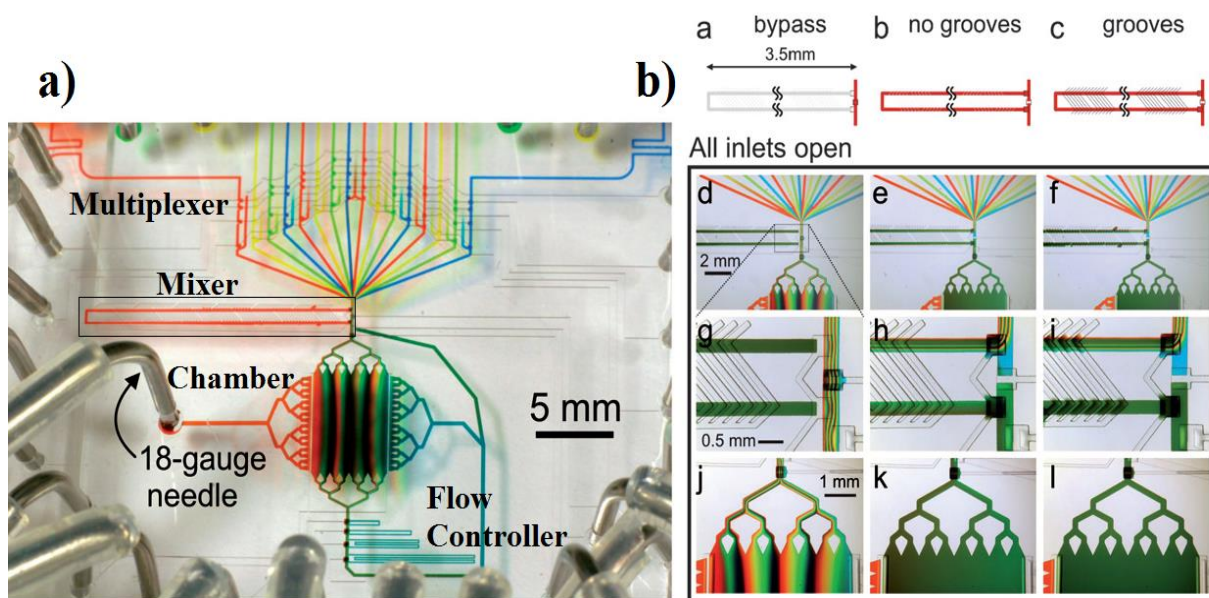 a)
Multiplexer
Mixer
Chamber
18-gauge
needle
5 mm
Flow
Controller
b)
a bypass
b no grooves
c grooves
3.5mm
All inlets open
d
e
f
2 mm
g
h
i
0.5 mm
j
k
l
1 mm